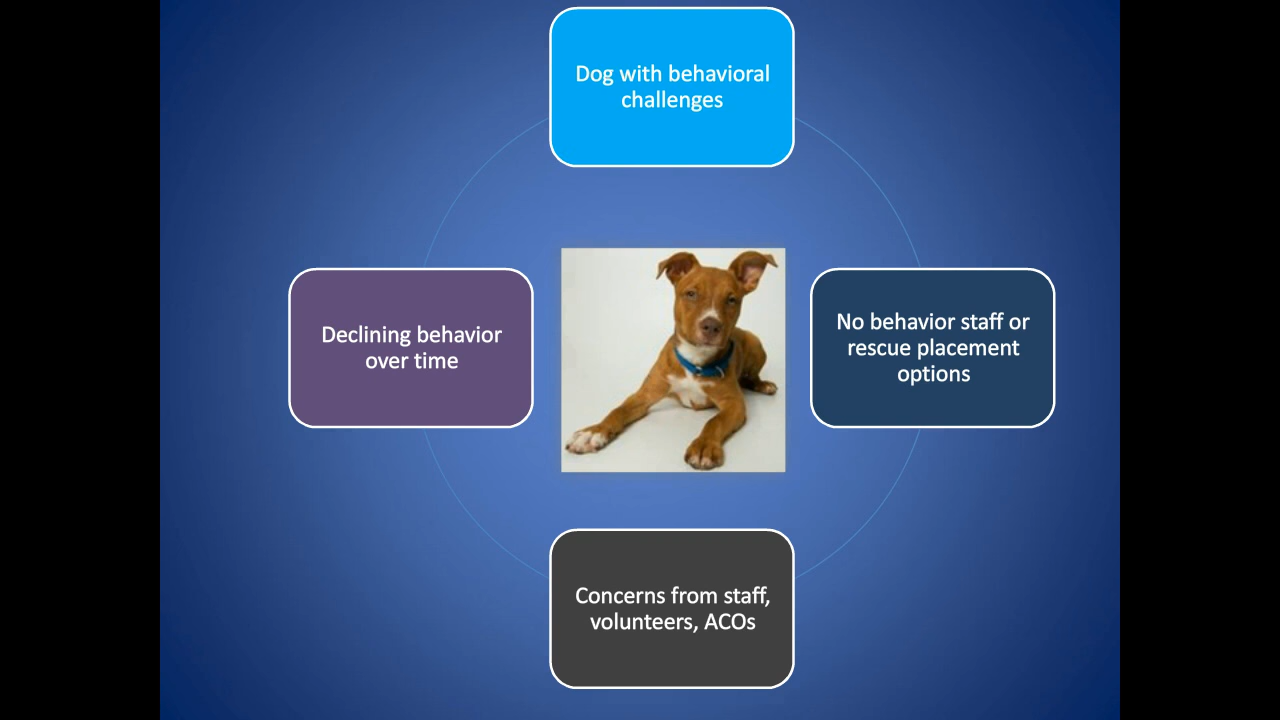 Dog with behavioral
challenges
No behavior staff or
rescue placement
options
Concerns from staff,
volunteers, ACOs
Declining behavior
over time